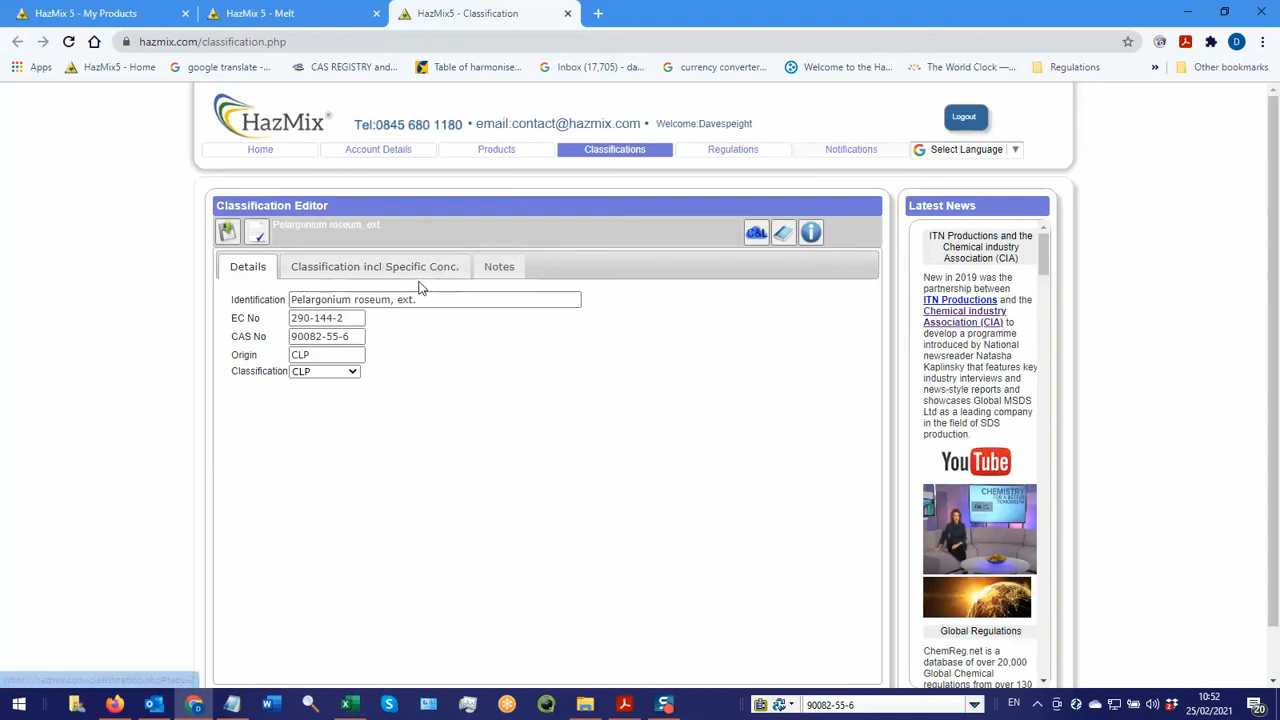 HazMix 5 - My Products
HazMix 5 - Melt
HazMix5 - Classification
hazmix.com/classification.php
Apps
HazMix5 - Home
google translate -...
CAS REGISTRY and...
Table of harmonise...
Inbox (17,705) - da...
currency converter...
Welcome to the Ha...
The World Clock —...
Regulations
»
Other bookmarks
HazMix®
Tel:0845 680 1180 • email:contact@hazmix.com • Welcome:Davespeight
Logout
Home
Account Details
Products
Classifications
Regulations
Notifications
Select Language ▼
Classification Editor
Pelargonium roseum, ext.
C&L
Details
Classification incl Specific Conc.
Notes
Identification Pelargonium roseum, ext.
EC No 290-144-2
CAS No 90082-55-6
Origin CLP
Classification CLP
Latest News
ITN Productions and the
Chemical industry
Association (CIA)
New in 2019 was the
partnership between
ITN Productions and the
Chemical industry
Association (CIA) to
develop a programme
introduced by National
newsreader Natasha
Kaplinsky that features key
industry interviews and
news-style reports and
showcases Global MSDS
Ltd as a leading company
in the field of SDS
production.
YouTube
CHEMISTRY
FOR A BETTER
TOMORROW
Global Regulations
ChemReg.net is a
database of over 20,000
Global Chemical
regulations from over 130
90082-55-6
EN
10:52
25/02/2021
20